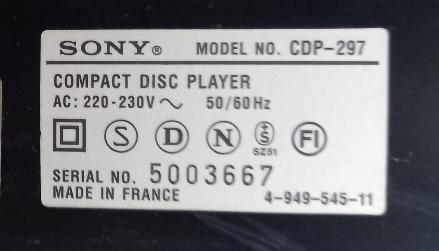 SONY® MODEL NO. CDP-297
COMPACT DISC PLAYER
AC: 220-230V～ 50/60Hz
S D N S FI
SZ51
SERIAL NO. 5003667
MADE IN FRANCE 4-949-545-11